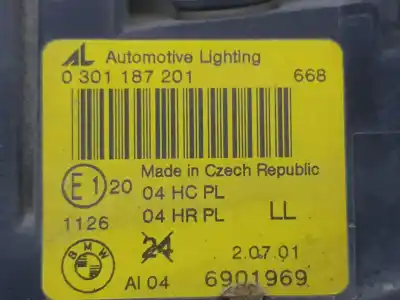 AL Automotive Lighting
0 301 187 201 668
Made in Czech Republic
E1 20 04 HC PL
1126 04 HR PL LL
24 2.07.01
BMW AI 04 6901969